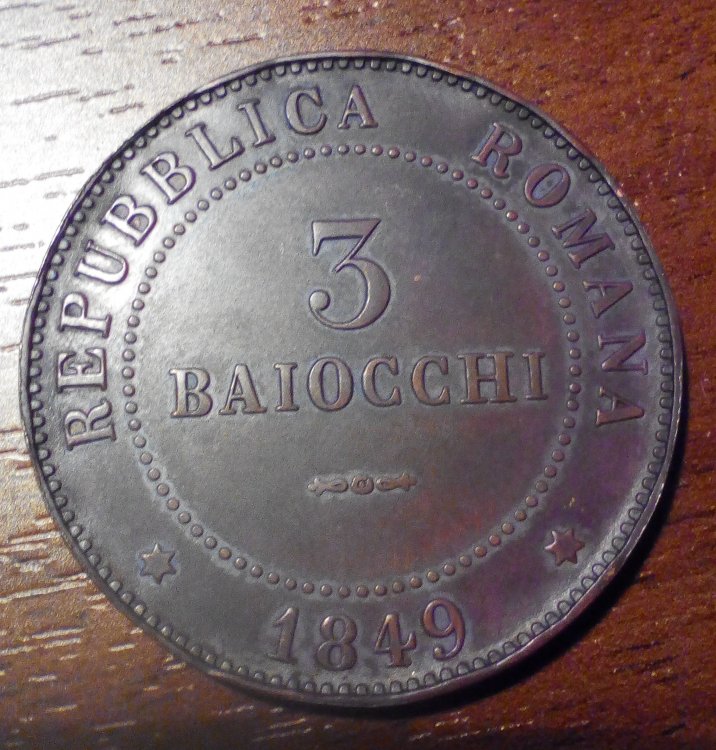 REPUBBLICA ROMANA
3
BAIOCCHI
1849